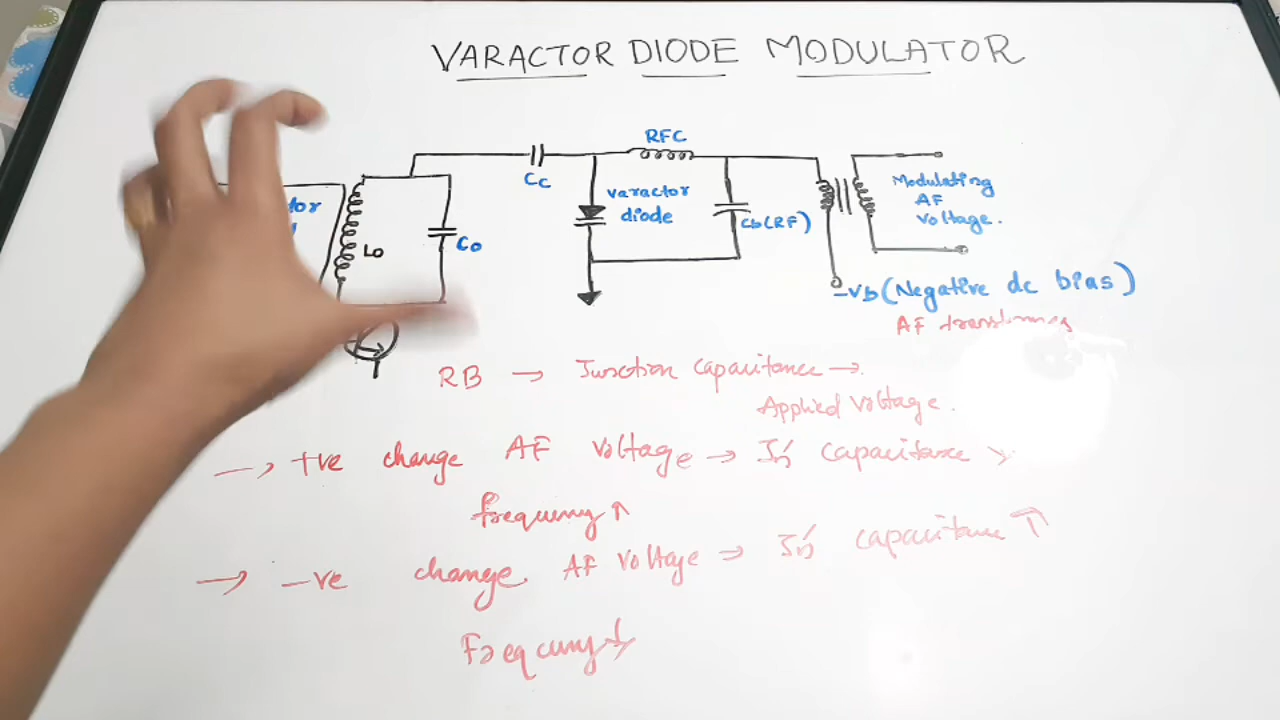 VARACTOR DIODE MODULATOR
RFC
Cc
varactor
diode
Cb(RF)
Modulating
AF
voltage.
Lo
Co
-Vb (Negative dc bias)
AF
RB → Junction capacitance →
Applied voltage.
→ +ve change AF voltage → Jn capacitance ↓
frequency ↑
→ -ve change AF voltage → Jn capacitance ↑
Frequency ↓